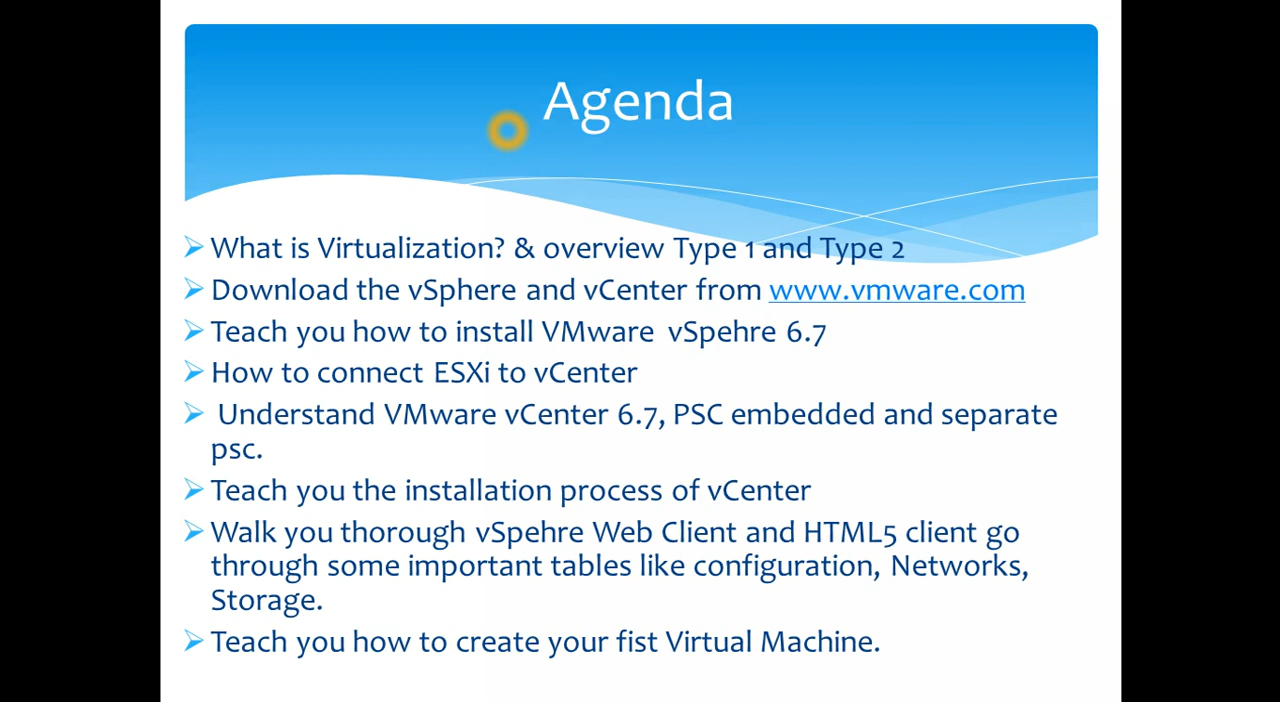 Agenda
➢ What is Virtualization? & overview Type 1 and Type 2
➢ Download the vSphere and vCenter from www.vmware.com
➢ Teach you how to install VMware vSpehre 6.7
➢ How to connect ESXi to vCenter
➢ Understand VMware vCenter 6.7, PSC embedded and separate
psc.
➢ Teach you the installation process of vCenter
➢ Walk you thorough vSpehre Web Client and HTML5 client go
through some important tables like configuration, Networks,
Storage.
➢ Teach you how to create your fist Virtual Machine.